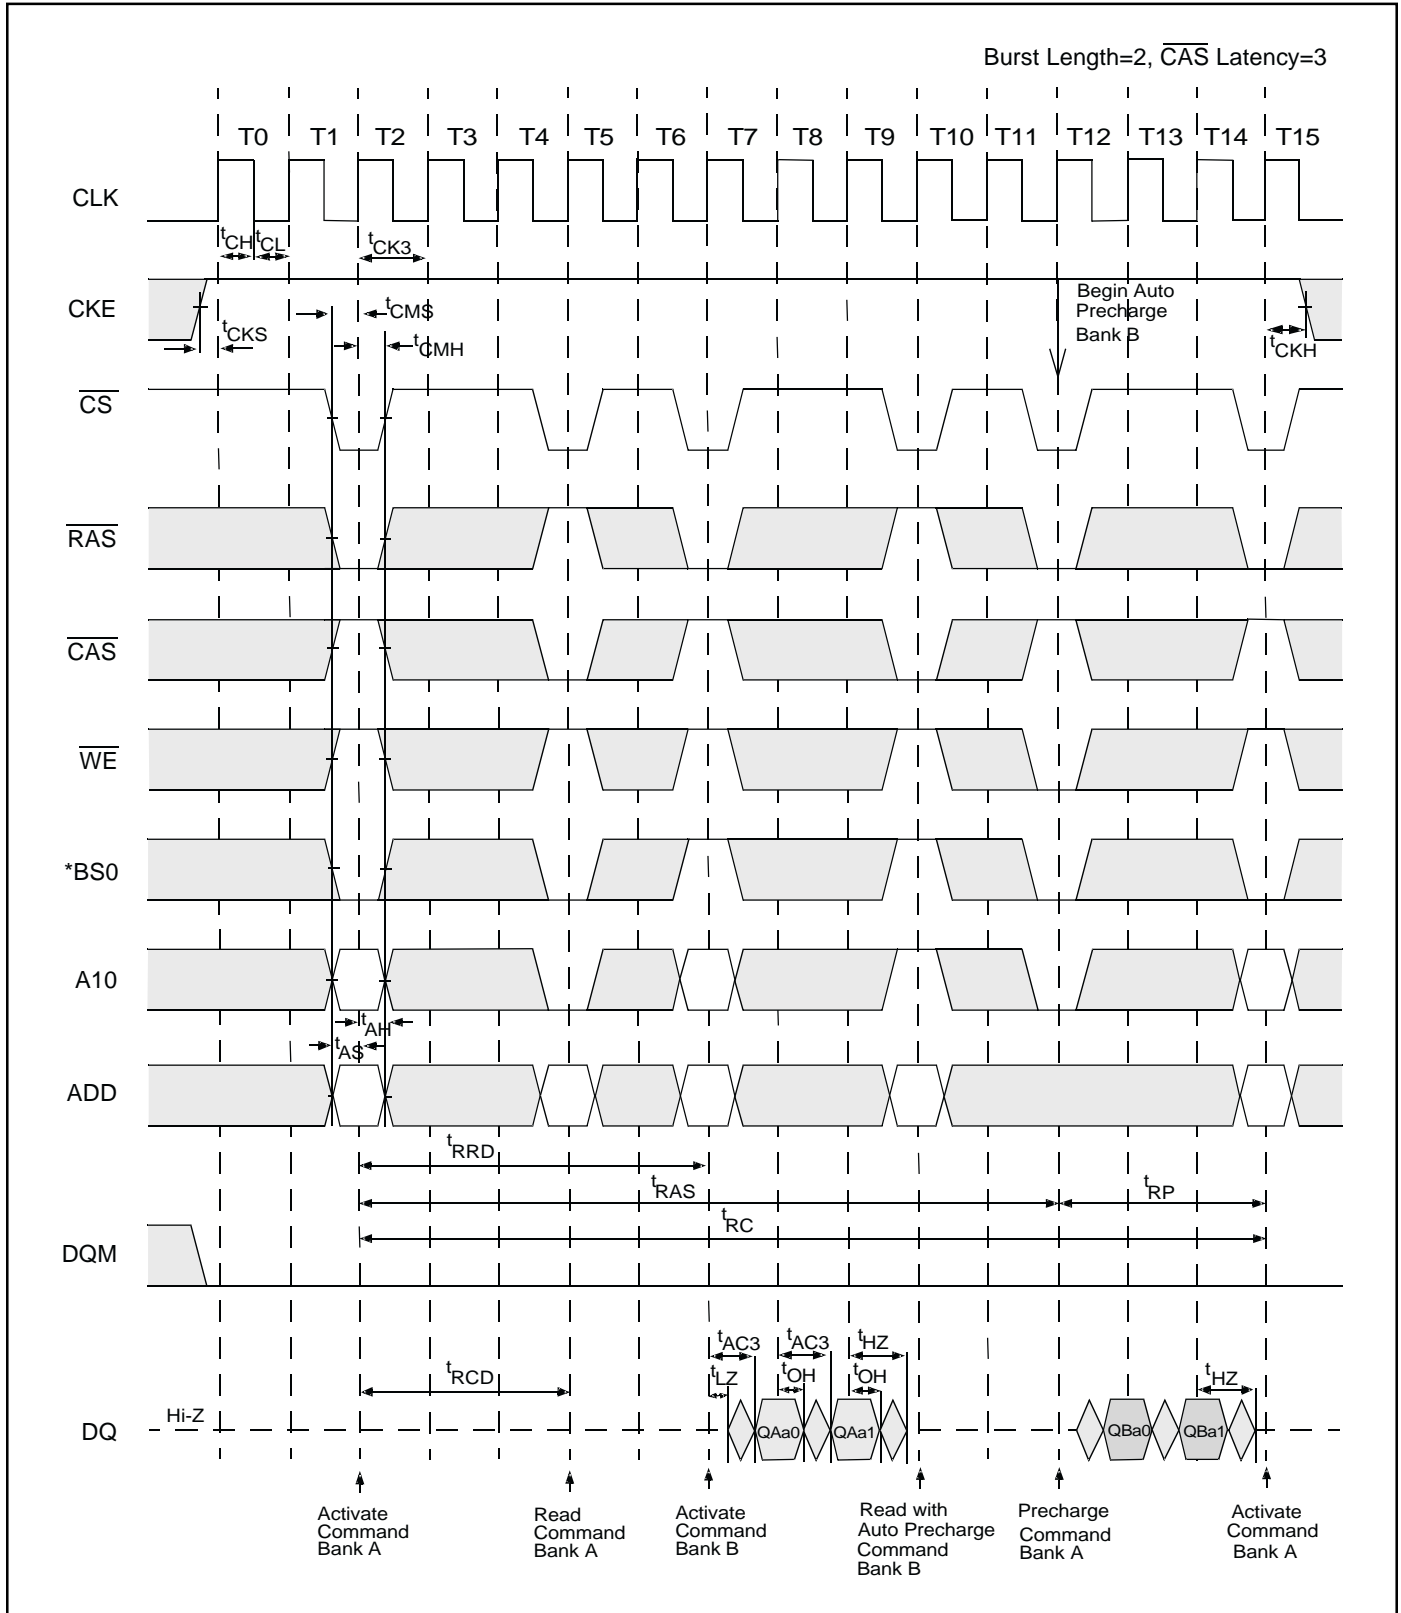 Burst Length=2, CAS Latency=3
T0 T1 T2 T3 T4 T5 T6 T7 T8 T9 T10 T11 T12 T13 T14 T15
CLK
tCH tCL tCK3
CKE
tCKS
tCMS
tCMH
Begin Auto
Precharge
Bank B
tCKH
CS
RAS
CAS
WE
*BS0
A10
tAH
tAS
ADD
tRRD
tRAS
tRP
tRC
DQM
tAC3 tAC3 tHZ
tRCD
tLZ tOH tOH
tHZ
Hi-Z
DQ
QAa0 QAa1 QBa0 QBa1
Activate
Command
Bank A
Read
Command
Bank A
Activate
Command
Bank B
Read with
Auto Precharge
Command
Bank B
Precharge
Command
Bank A
Activate
Command
Bank A